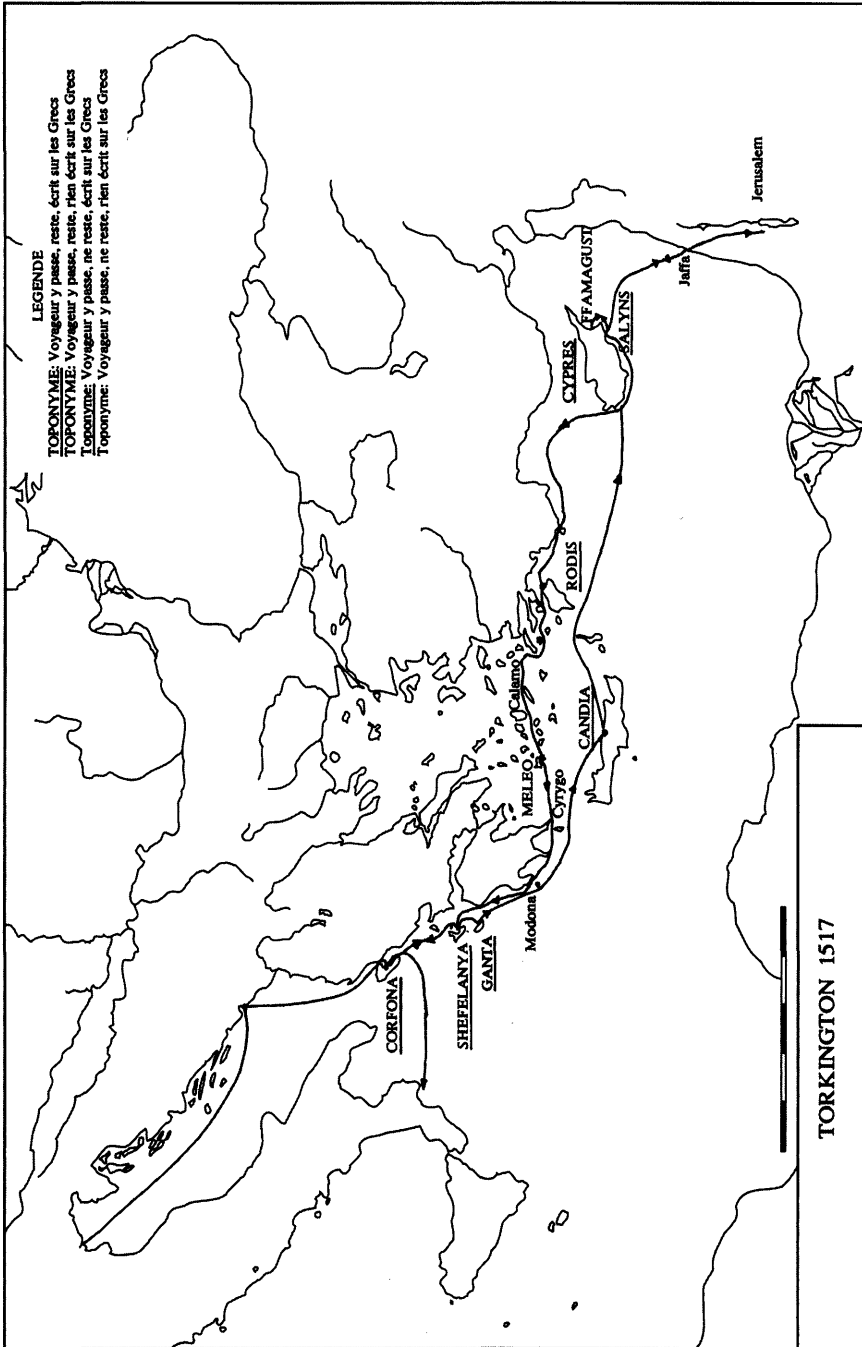 LEGENDE
TOPONYME: Voyageur y passe, reste, écrit sur les Grecs
TOPONYME: Voyageur y passe, reste, rien écrit sur les Grecs
Toponyme: Voyageur y passe, ne reste, écrit sur les Grecs
Toponyme: Voyageur y passe, ne reste, rien écrit sur les Grecs
CORFONA
SHEFELANYA
GANTA
Modona
Cyrygo
MELEO
Calamo
CANDIA
RODIS
CYPRES
FFAMAGUST
SALYNS
Jaffa
Jerusalem
TORKINGTON 1517